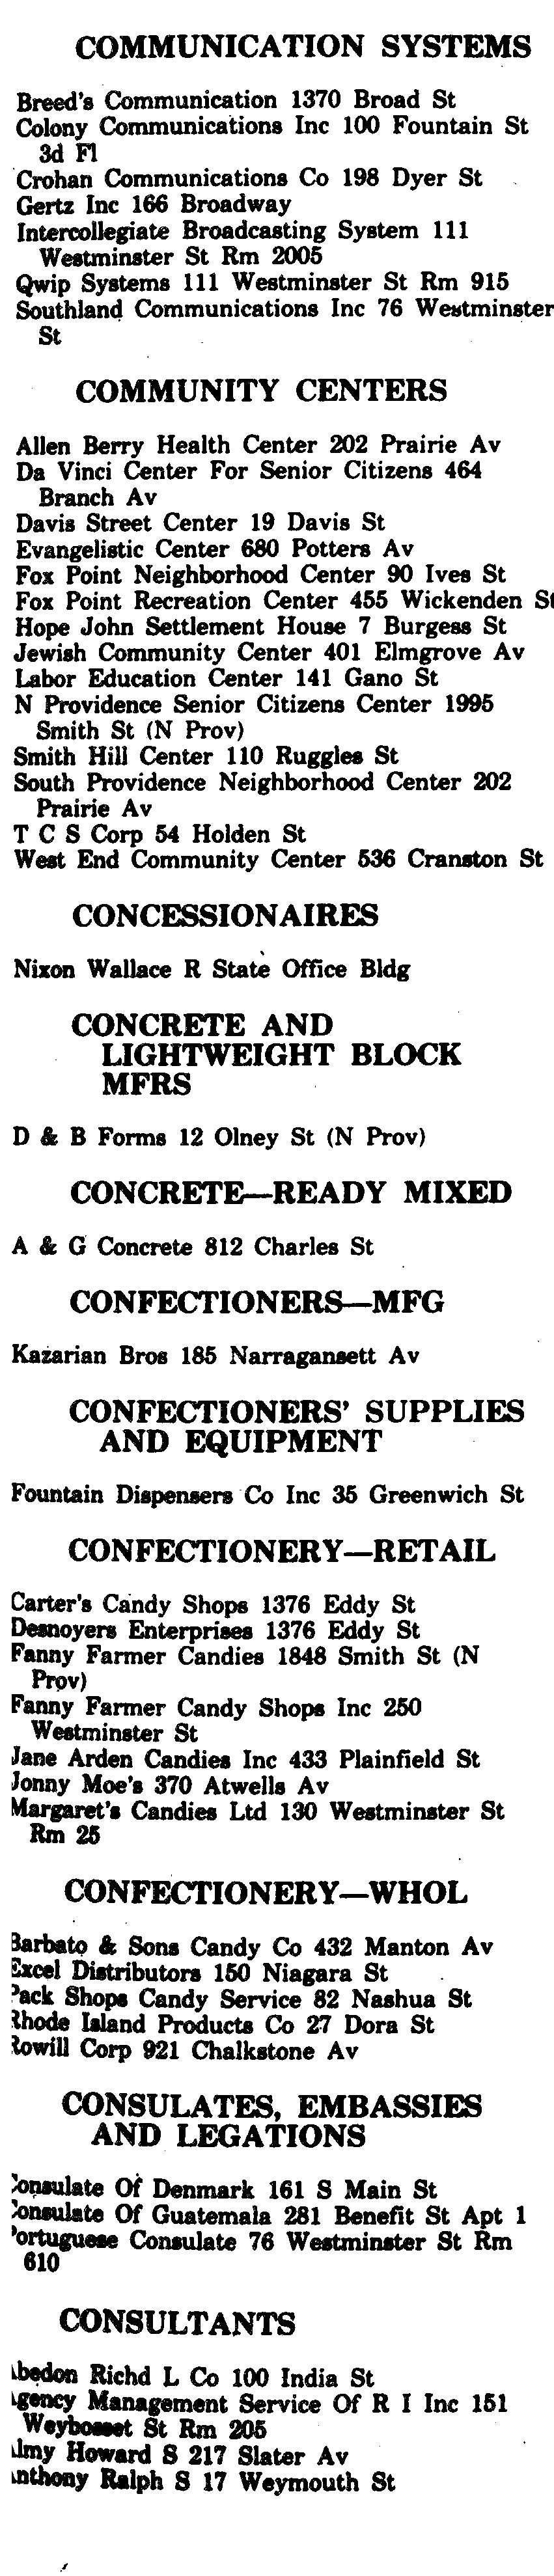 COMMUNICATION SYSTEMS
Breed's Communication 1370 Broad St
Colony Communications Inc 100 Fountain St
3d Fl
Crohan Communications Co 198 Dyer St
Gertz Inc 166 Broadway
Intercollegiate Broadcasting System 111
Westminster St Rm 2005
Qwip Systems 111 Westminster St Rm 915
Southland Communications Inc 76 Westminster
St
COMMUNITY CENTERS
Allen Berry Health Center 202 Prairie Av
Da Vinci Center For Senior Citizens 464
Branch Av
Davis Street Center 19 Davis St
Evangelistic Center 680 Potters Av
Fox Point Neighborhood Center 90 Ives St
Fox Point Recreation Center 455 Wickenden St
Hope John Settlement House 7 Burgess St
Jewish Community Center 401 Elmgrove Av
Labor Education Center 141 Gano St
N Providence Senior Citizens Center 1995
Smith St (N Prov)
Smith Hill Center 110 Ruggles St
South Providence Neighborhood Center 202
Prairie Av
T C S Corp 54 Holden St
West End Community Center 536 Cranston St
CONCESSIONAIRES
Nixon Wallace R State Office Bldg
CONCRETE AND
LIGHTWEIGHT BLOCK
MFRS
D & B Forms 12 Olney St (N Prov)
CONCRETE—READY MIXED
A & G Concrete 812 Charles St
CONFECTIONERS—MFG
Kazarian Bros 185 Narragansett Av
CONFECTIONERS' SUPPLIES
AND EQUIPMENT
Fountain Dispensers Co Inc 35 Greenwich St
CONFECTIONERY—RETAIL
Carter's Candy Shops 1376 Eddy St
Desnoyers Enterprises 1376 Eddy St
Fanny Farmer Candies 1848 Smith St (N
Prov)
Fanny Farmer Candy Shops Inc 250
Westminster St
Jane Arden Candies Inc 433 Plainfield St
Jonny Moe's 370 Atwells Av
Margaret's Candies Ltd 130 Westminster St
Rm 25
CONFECTIONERY—WHOL
Barbato & Sons Candy Co 432 Manton Av
Excel Distributors 150 Niagara St
Pack Shops Candy Service 82 Nashua St
Rhode Island Products Co 27 Dora St
Rowill Corp 921 Chalkstone Av
CONSULATES, EMBASSIES
AND LEGATIONS
Consulate Of Denmark 161 S Main St
Consulate Of Guatemala 281 Benefit St Apt 1
Portuguese Consulate 76 Westminster St Rm
610
CONSULTANTS
Abedon Richd L Co 100 India St
Agency Management Service Of R I Inc 151
Weybosset St Rm 205
Almy Howard S 217 Slater Av
Anthony Ralph S 17 Weymouth St